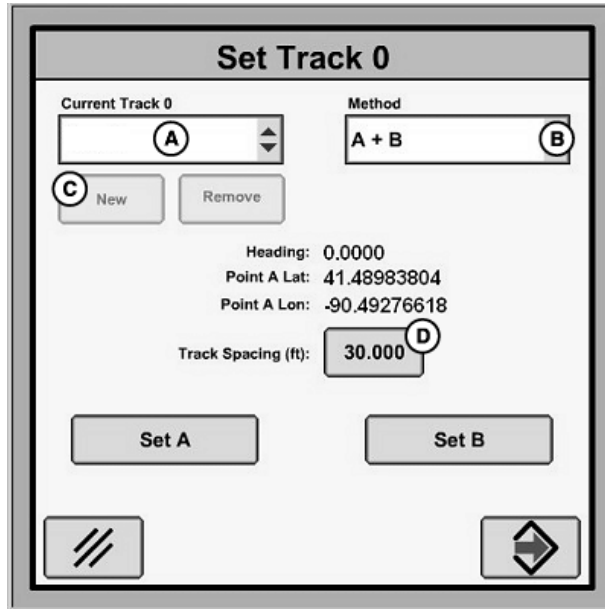 Set Track 0
Current Track 0 Method
A A + B B
C New Remove
Heading: 0.0000
Point A Lat: 41.48983804
Point A Lon: -90.49276618
D
Track Spacing (ft): 30.000
Set A Set B